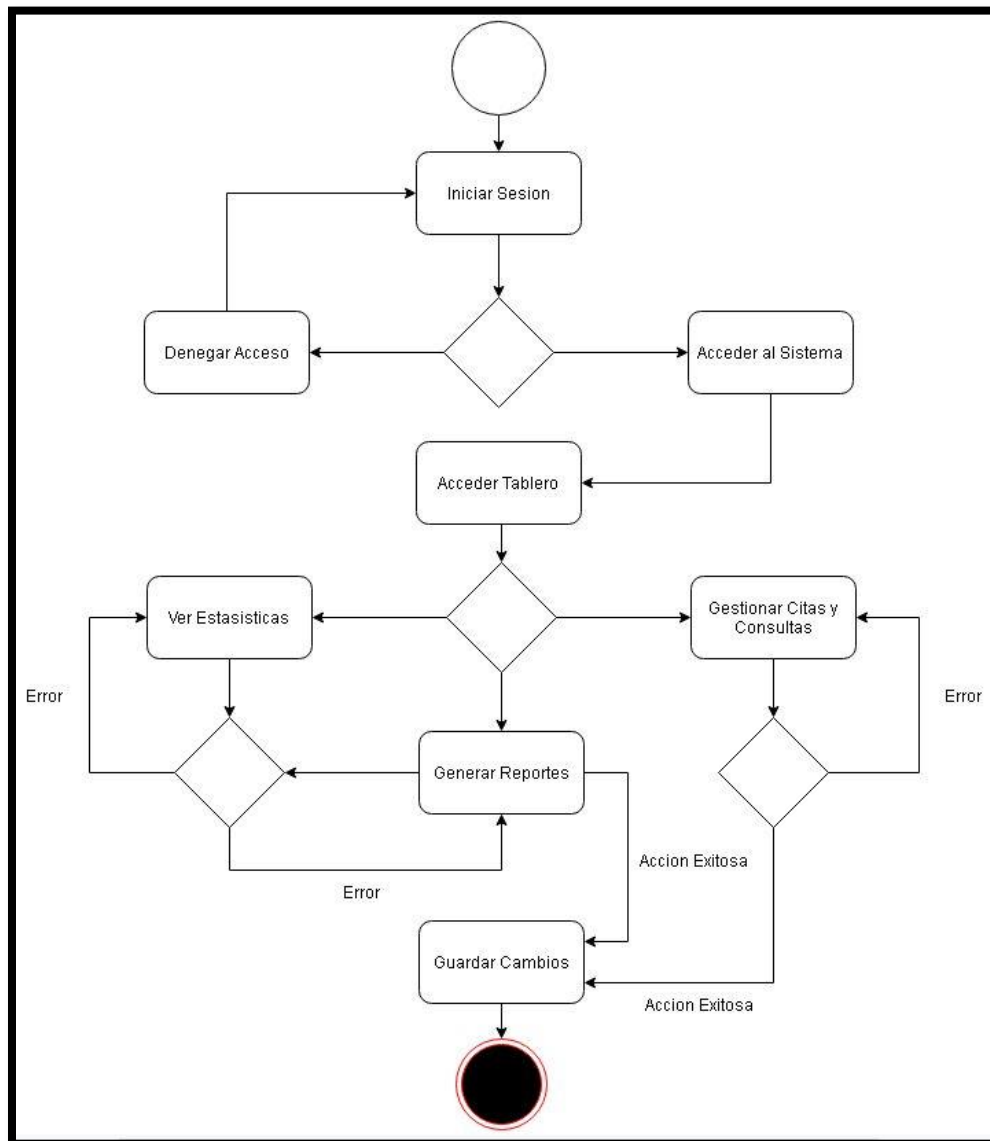 Iniciar Sesion
Denegar Acceso
Acceder al Sistema
Acceder Tablero
Ver Estasisticas
Gestionar Citas y
Consultas
Error
Error
Generar Reportes
Accion Exitosa
Error
Guardar Cambios
Accion Exitosa